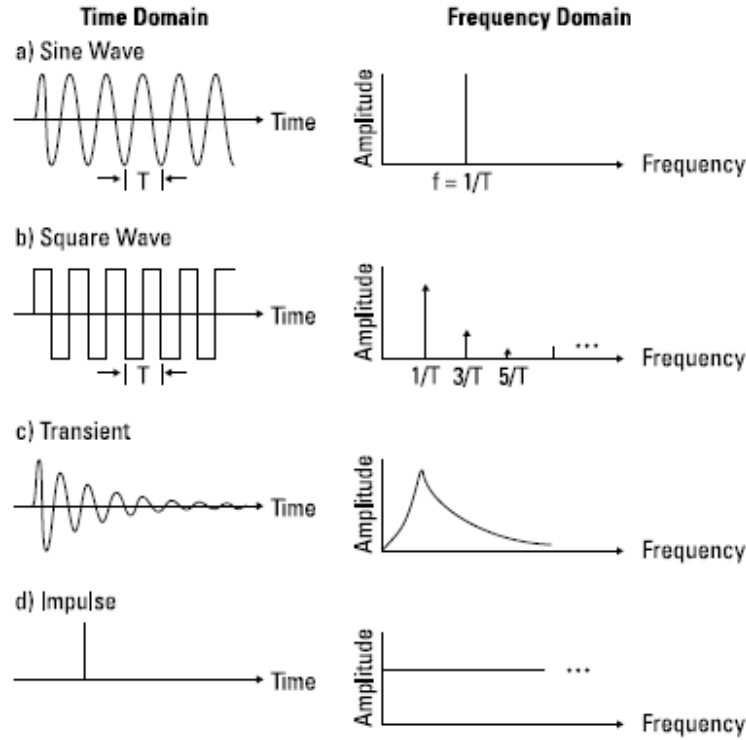 Time Domain
Frequency Domain
a) Sine Wave
Time
T
Amplitude
Frequency
f = 1/T
b) Square Wave
Time
T
Amplitude
Frequency
1/T 3/T 5/T
...
c) Transient
Time
Amplitude
Frequency
d) Impulse
Time
Amplitude
Frequency
...